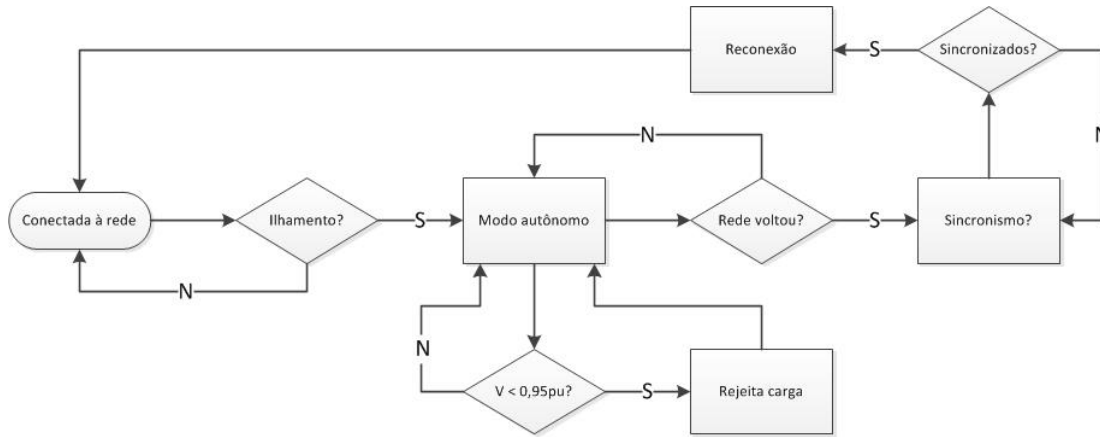 Reconexão
S
Sincronizados?
N
N
Conectada à rede
Ilhamento?
S
Modo autônomo
Rede voltou?
S
Sincronismo?
N
N
V < 0,95pu?
S
Rejeita carga